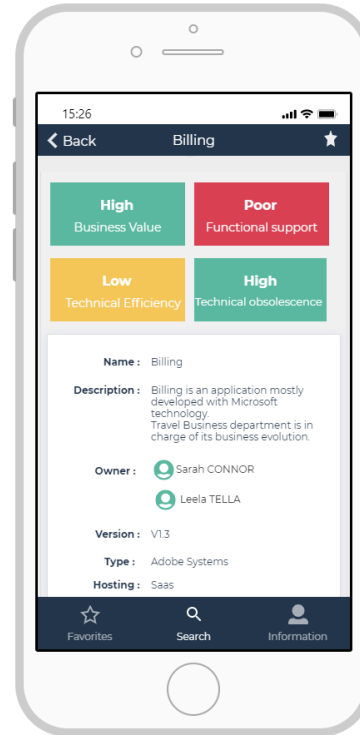 15:26
Back Billing
High
Business Value
Poor
Functional support
Low
Technical Efficiency
High
Technical obsolescence
Name : Billing
Description : Billing is an application mostly
developed with Microsoft
technology.
Travel Business department is in
charge of its business evolution.
Owner : Sarah CONNOR
Leela TELLA
Version : V1.3
Type : Adobe Systems
Hosting : Saas
Favorites Search Information